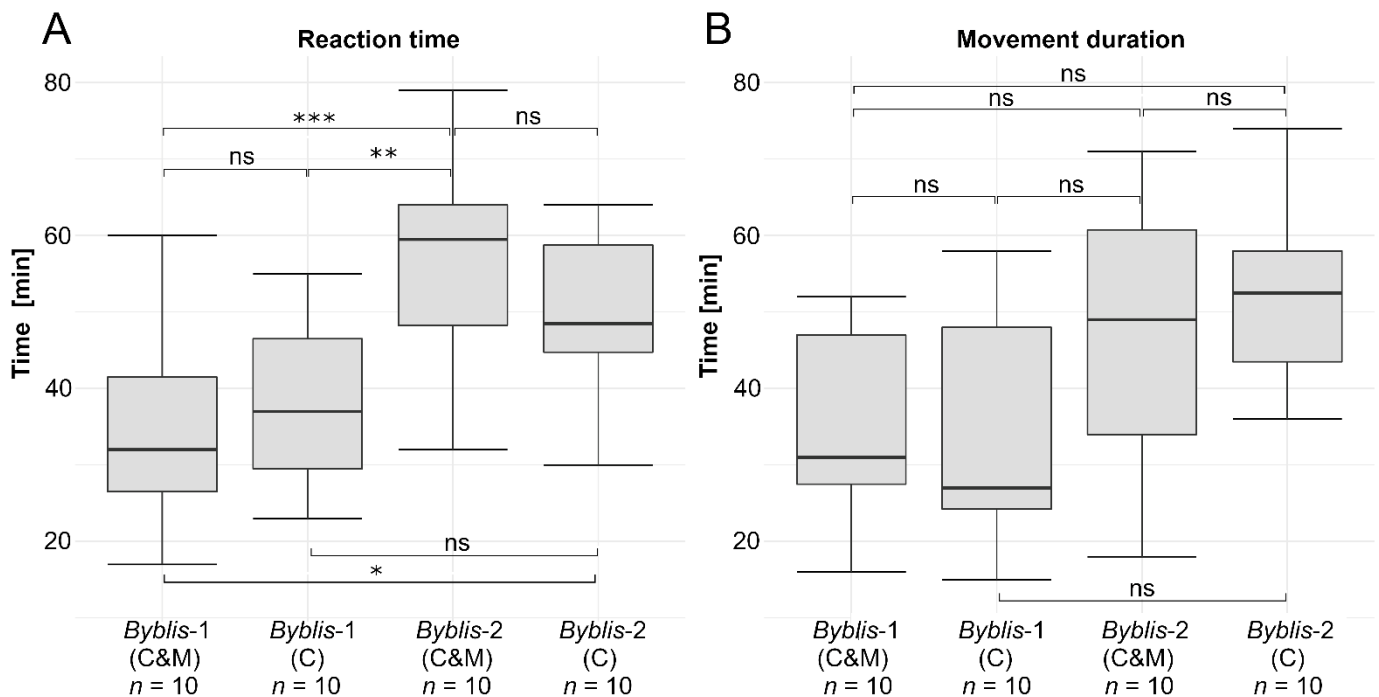 A
Reaction time
80
60
40
20
Time [min]
***
ns
ns
**
ns
*
Byblis-1
(C&M)
n = 10
Byblis-1
(C)
n = 10
Byblis-2
(C&M)
n = 10
Byblis-2
(C)
n = 10
B
Movement duration
80
60
40
20
Time [min]
ns
ns
ns
ns
ns
ns
Byblis-1
(C&M)
n = 10
Byblis-1
(C)
n = 10
Byblis-2
(C&M)
n = 10
Byblis-2
(C)
n = 10